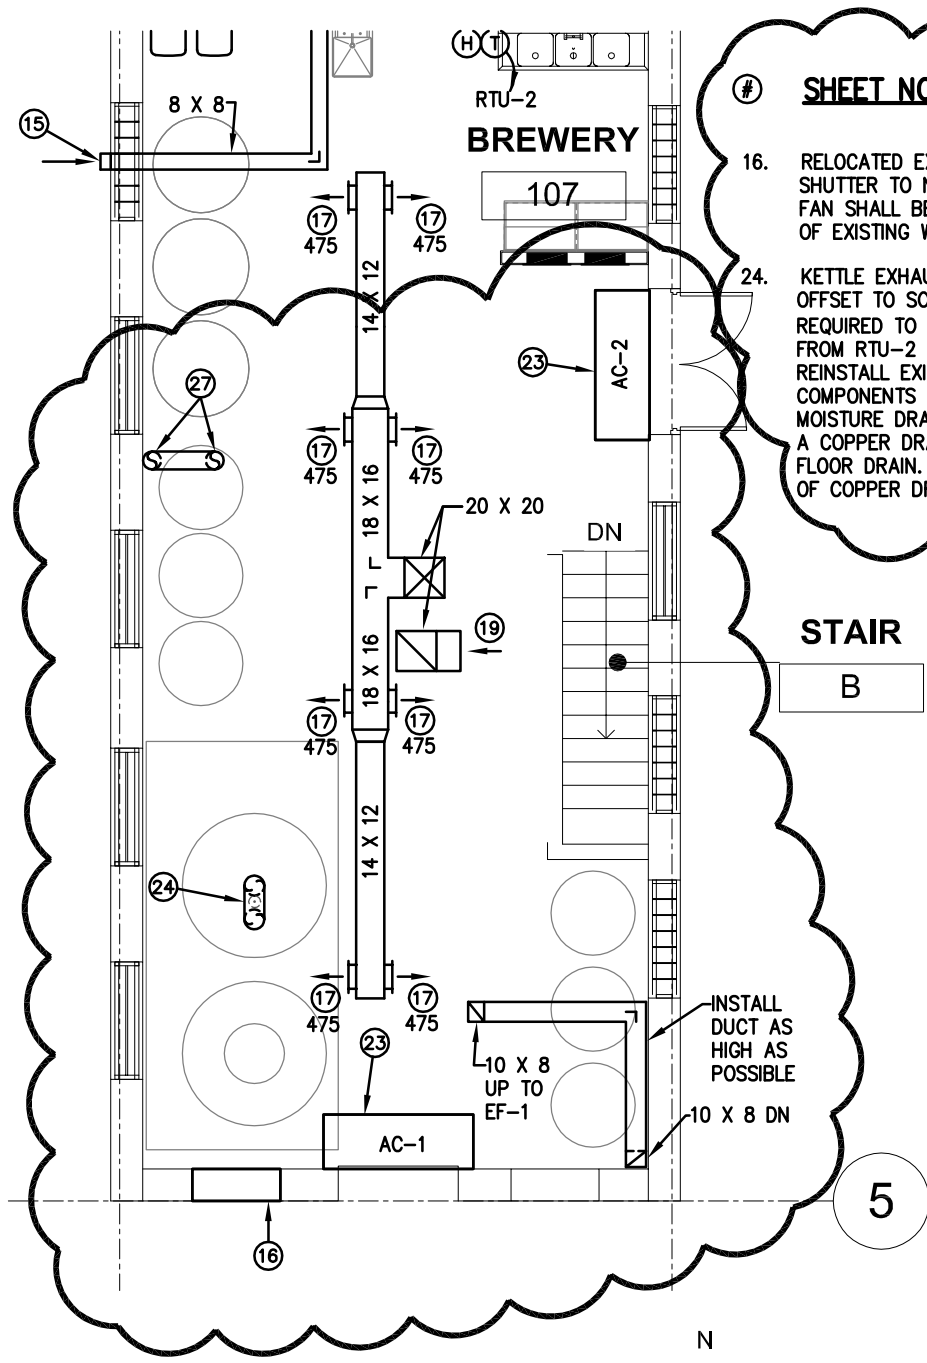 H T
RTU-2
8 X 8
15
BREWERY
107
# SHEET NO
16. RELOCATED EX
SHUTTER TO N
FAN SHALL BE
OF EXISTING W
24. KETTLE EXHAU
OFFSET TO SO
REQUIRED TO
FROM RTU-2
REINSTALL EXI
COMPONENTS
MOISTURE DRA
A COPPER DRA
FLOOR DRAIN.
OF COPPER DR
17
475
17
475
14 X 12
23
AC-2
27
17
475
17
475
18 X 16
20 X 20
DN
19
18 X 16
STAIR
B
17
475
17
475
14 X 12
24
17
475
17
475
23
10 X 8
UP TO
EF-1
INSTALL
DUCT AS
HIGH AS
POSSIBLE
10 X 8 DN
AC-1
5
16
N